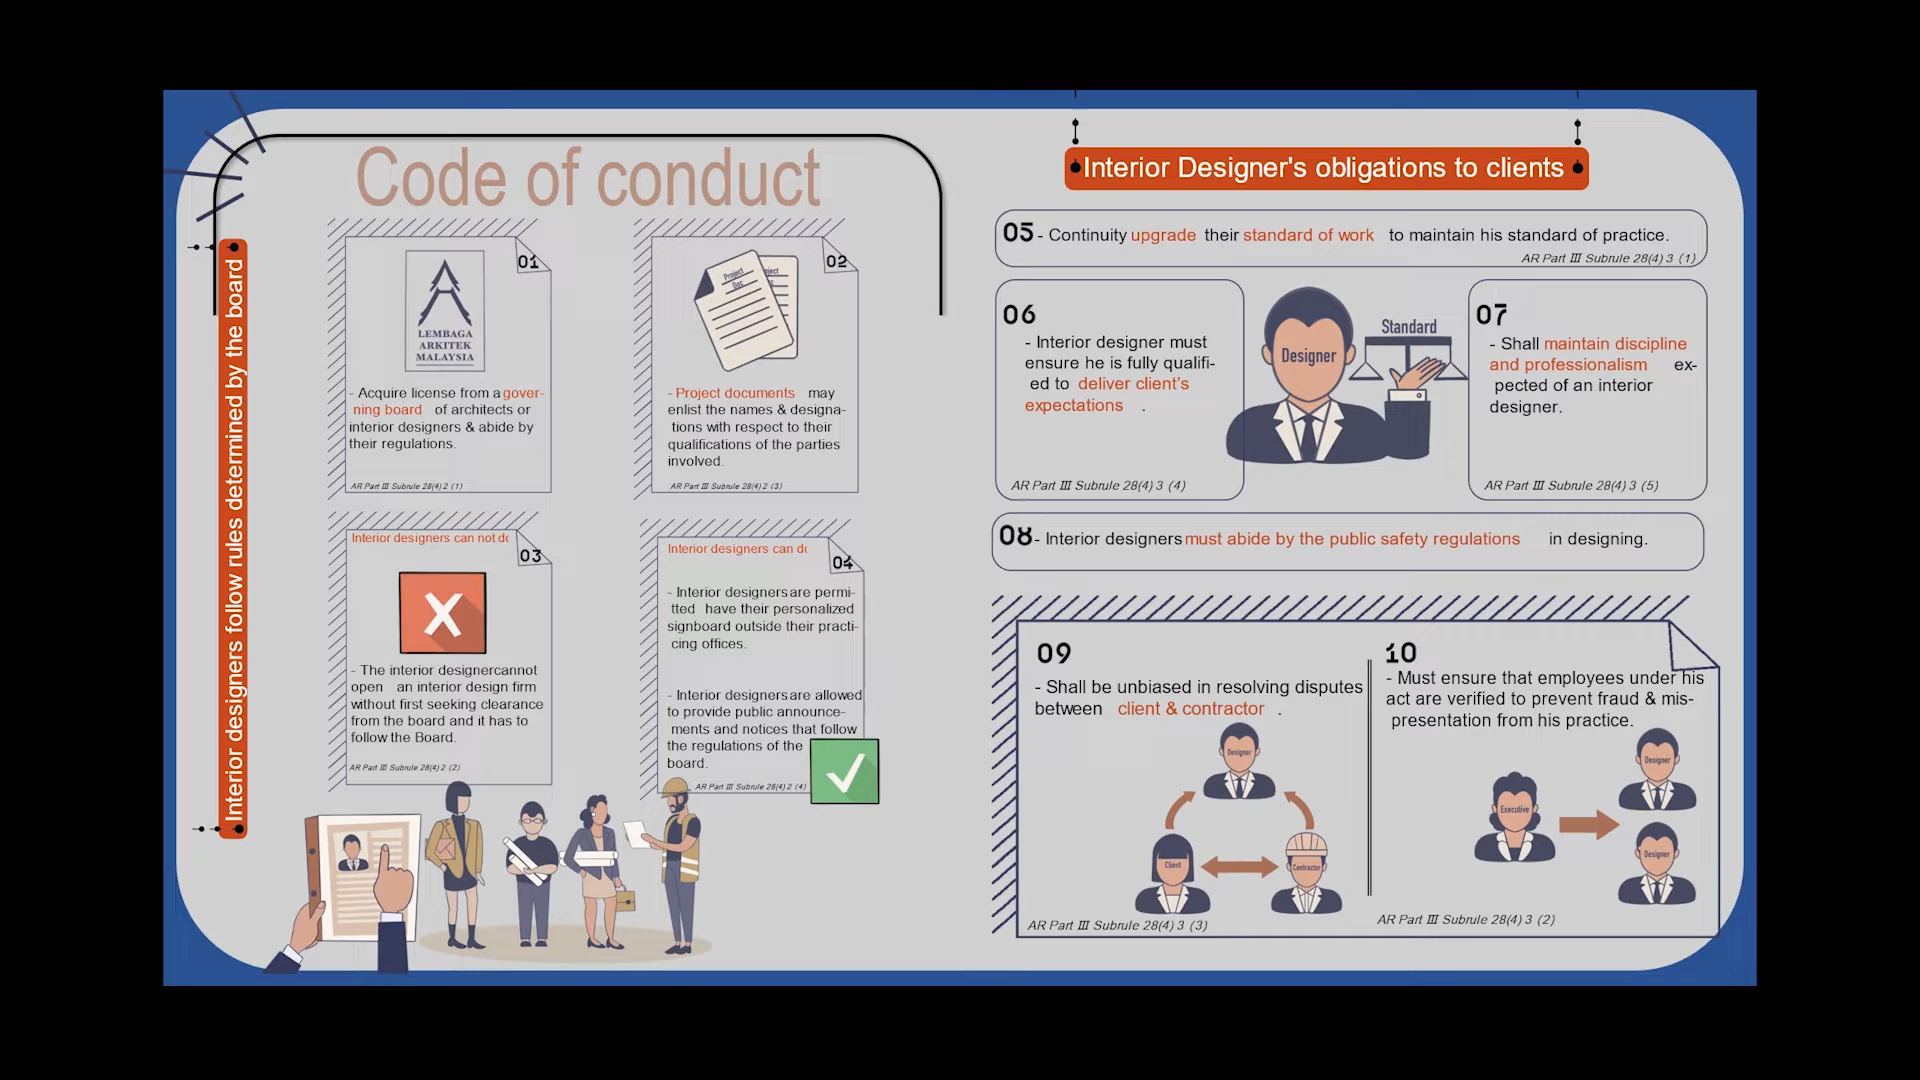 Code of conduct
Interior designers follow rules determined by the board
01
LEMBAGA
ARKITEK
MALAYSIA
- Acquire license from a gover-
ning board of architects or
interior designers & abide by
their regulations.
AR Part III Subrule 28(4) 2 (1)
02
Project
Doc
- Project documents may
enlist the names & designa-
tions with respect to their
qualifications of the parties
involved.
AR Part III Subrule 28(4) 2 (3)
Interior designers can not do
03
X
- The interior designercannot
open an interior design firm
without first seeking clearance
from the board and it has to
follow the Board.
AR Part III Subrule 28(4) 2 (2)
Interior designers can do
04
- Interior designers are permi-
tted have their personalized
signboard outside their practi-
cing offices.
- Interior designers are allowed
to provide public announce-
ments and notices that follow
the regulations of the
board.
AR Part III Subrule 28(4) 2 (4)
Interior Designer's obligations to clients
05 - Continuity upgrade their standard of work to maintain his standard of practice.
AR Part III Subrule 28(4) 3 (1)
06
- Interior designer must
ensure he is fully qualifi-
ed to deliver client's
expectations .
AR Part III Subrule 28(4) 3 (4)
Designer
Standard
07
- Shall maintain discipline
and professionalism ex-
pected of an interior
designer.
AR Part III Subrule 28(4) 3 (5)
08 - Interior designers must abide by the public safety regulations in designing.
09
- Shall be unbiased in resolving disputes
between client & contractor .
Designer
Client
Contractor
AR Part III Subrule 28(4) 3 (3)
10
- Must ensure that employees under his
act are verified to prevent fraud & mis-
presentation from his practice.
Designer
Executive
Designer
AR Part III Subrule 28(4) 3 (2)